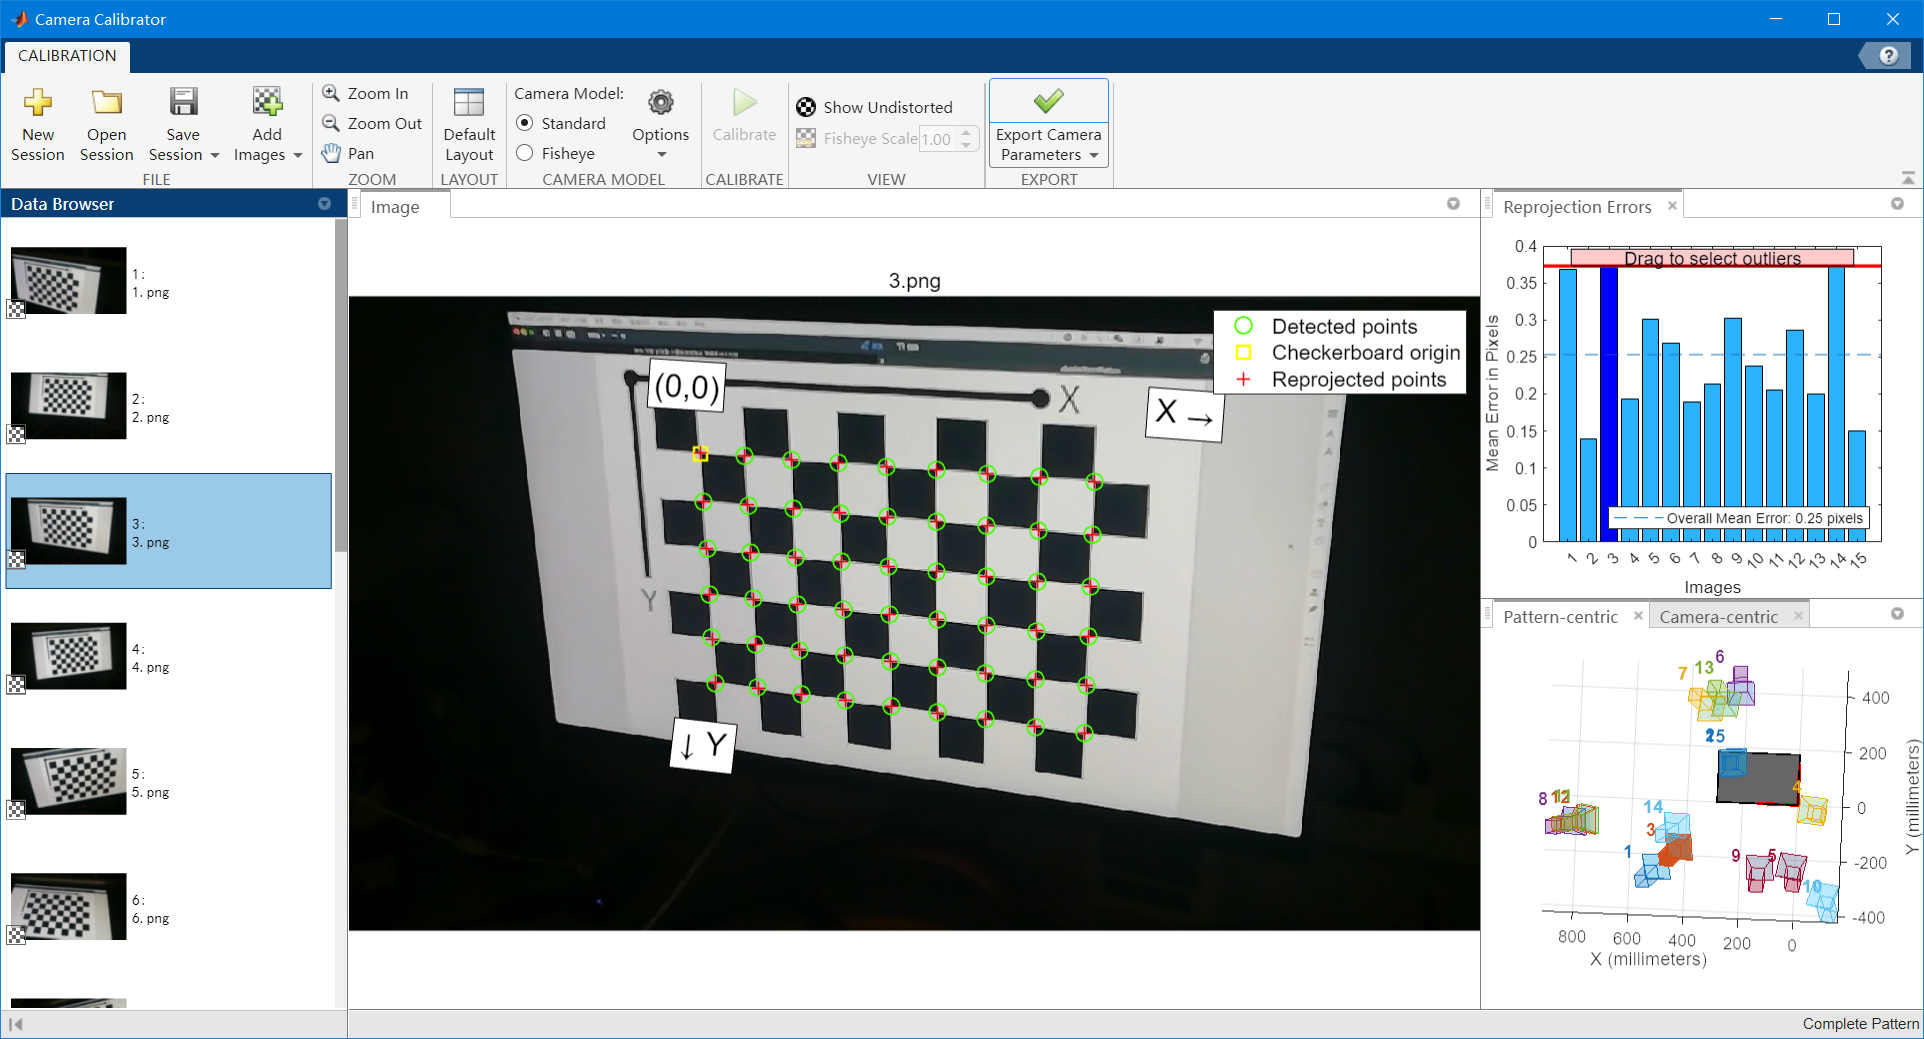 Camera Calibrator
CALIBRATION
New Session
Open Session
Save Session
Add Images
FILE
Zoom In
Zoom Out
Pan
ZOOM
Default Layout
LAYOUT
Camera Model:
Standard
Fisheye
Options
CAMERA MODEL
Calibrate
CALIBRATE
Show Undistorted
Fisheye Scale 1.00
VIEW
Export Camera Parameters
EXPORT
Data Browser
1:
1. png
2:
2. png
3:
3. png
4:
4. png
5:
5. png
6:
6. png
Image
3.png
Detected points
Checkerboard origin
Reprojected points
(0,0)
X
X →
Y
↓ Y
Reprojection Errors
Drag to select outliers
0.4
0.35
0.3
0.25
0.2
0.15
0.1
0.05
0
Mean Error in Pixels
Overall Mean Error: 0.25 pixels
1 2 3 4 5 6 7 8 9 10 11 12 13 14 15
Images
Pattern-centric
Camera-centric
6
13
7
4
8
12
14
3
1
9
5
10
400
200
0
-200
-400
Y (millimeters)
800 600 400 200 0
X (millimeters)
Complete Pattern